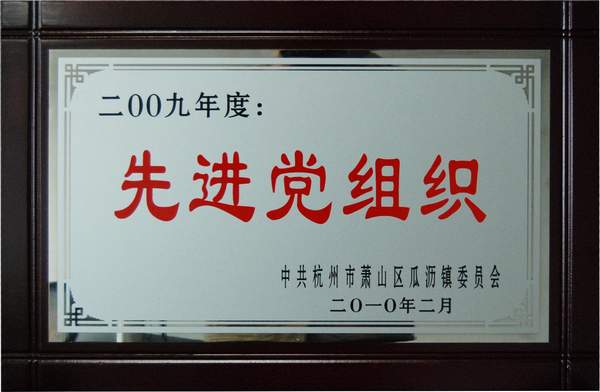 二00九年度：
先进党组织
中共杭州市萧山区瓜沥镇委员会
二0一0年二月